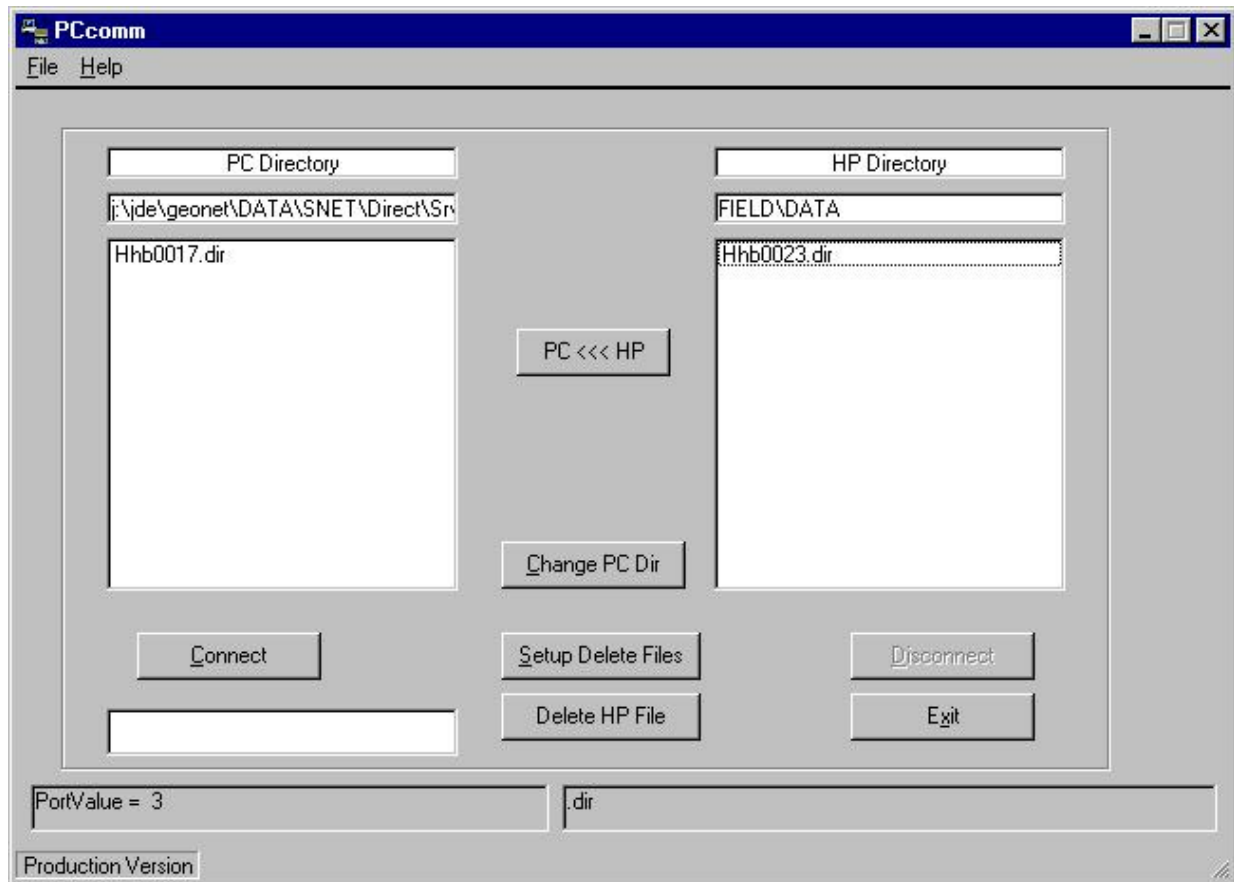 PCcomm
File Help
PC Directory
HP Directory
j:\jde\geonet\DATA\SNET\Direct\Srv
FIELD\DATA
Hhb0017.dir
Hhb0023.dir
PC <<< HP
Change PC Dir
Connect
Setup Delete Files
Disconnect
Delete HP File
Exit
PortValue = 3
.dir
Production Version